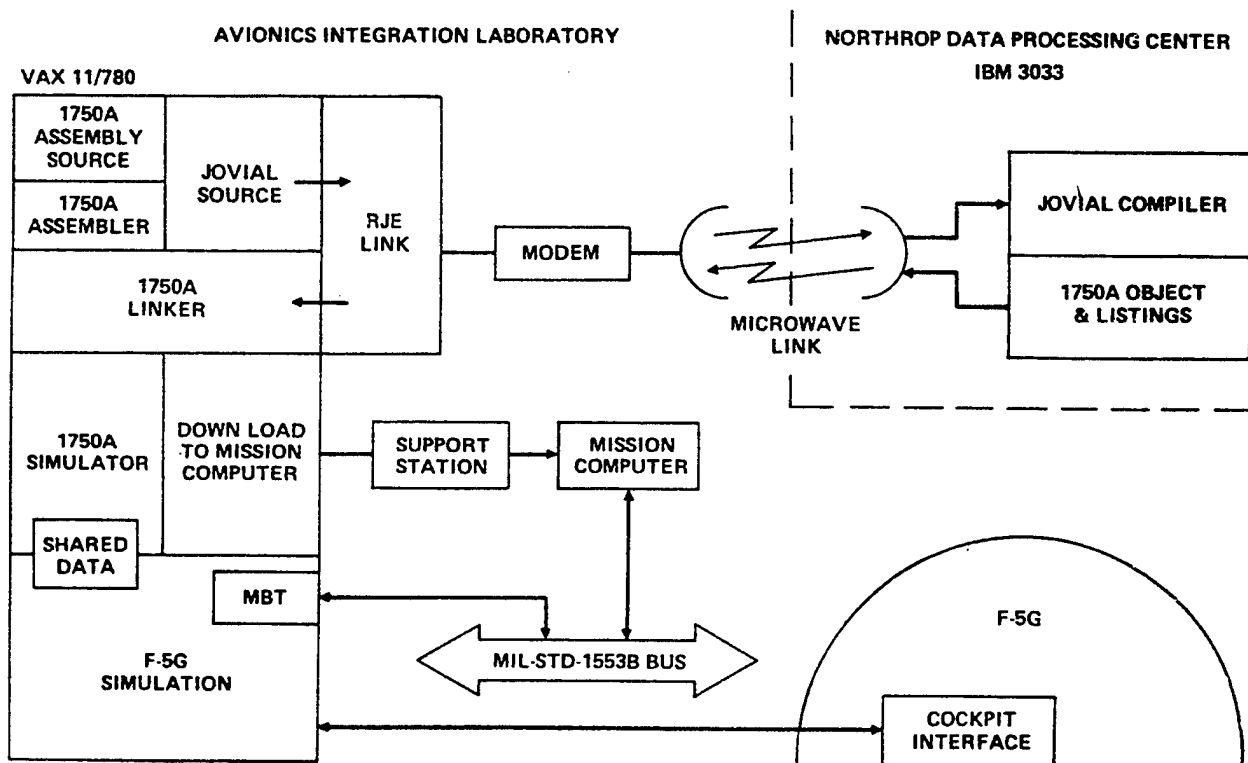 AVIONICS INTEGRATION LABORATORY
NORTHROP DATA PROCESSING CENTER
IBM 3033
VAX 11/780
1750A
ASSEMBLY
SOURCE
1750A
ASSEMBLER
JOVIAL
SOURCE
RJE
LINK
1750A
LINKER
MODEM
MICROWAVE
LINK
JOVIAL COMPILER
1750A OBJECT
& LISTINGS
1750A
SIMULATOR
DOWN LOAD
TO MISSION
COMPUTER
SUPPORT
STATION
MISSION
COMPUTER
SHARED
DATA
MBT
F-5G
SIMULATION
MIL-STD-1553B BUS
F-5G
COCKPIT
INTERFACE